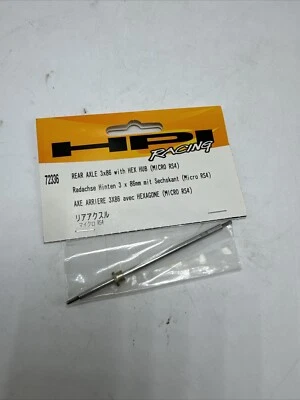 HPI
RACING
72336
REAR AXLE 3x86 with HEX HUB (MICRO RS4)
Radachse Hinten 3 x 86mm mit Sechskant (Micro RS4)
AXE ARRIERE 3X86 avec HEXAGONE (MICRO RS4)
リアアクスル
マイクロ RS4